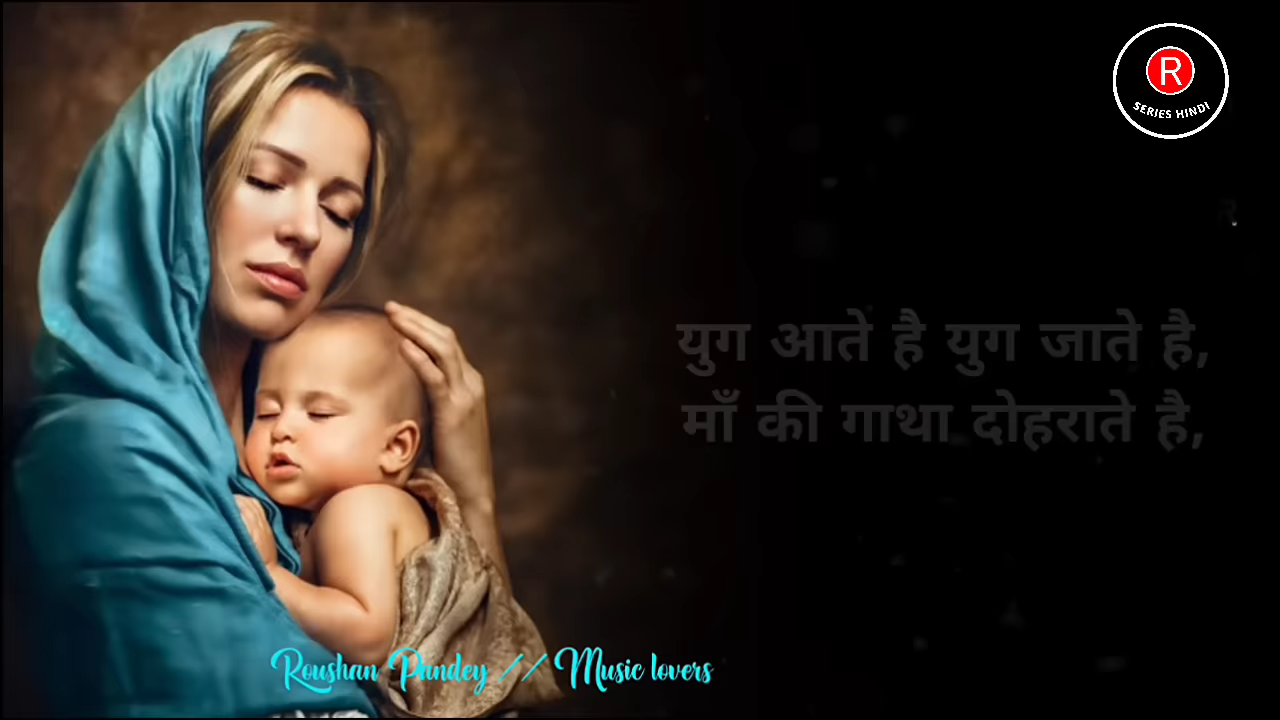 R
SERIES HINDI
युग आते है युग जाते है,
माँ की गाथा दोहराते है,
Roushan Pandey // Music lovers